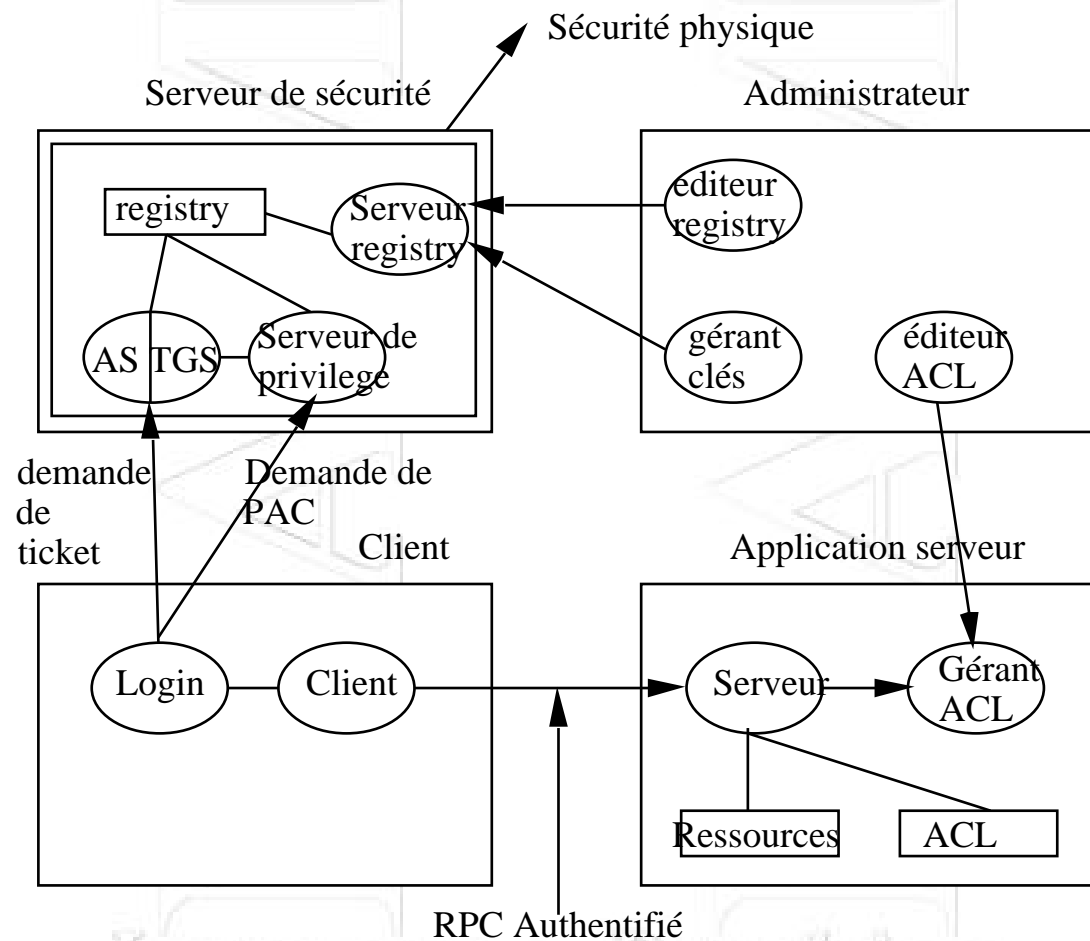 Sécurité physique
Serveur de sécurité
Administrateur
registry
Serveur
registry
éditeur
registry
AS TGS
Serveur de
privilege
gérant
clés
éditeur
ACL
demande
de
ticket
Demande de
PAC
Client
Application serveur
Login
Client
Serveur
Gérant
ACL
Ressources
ACL
RPC Authentifié